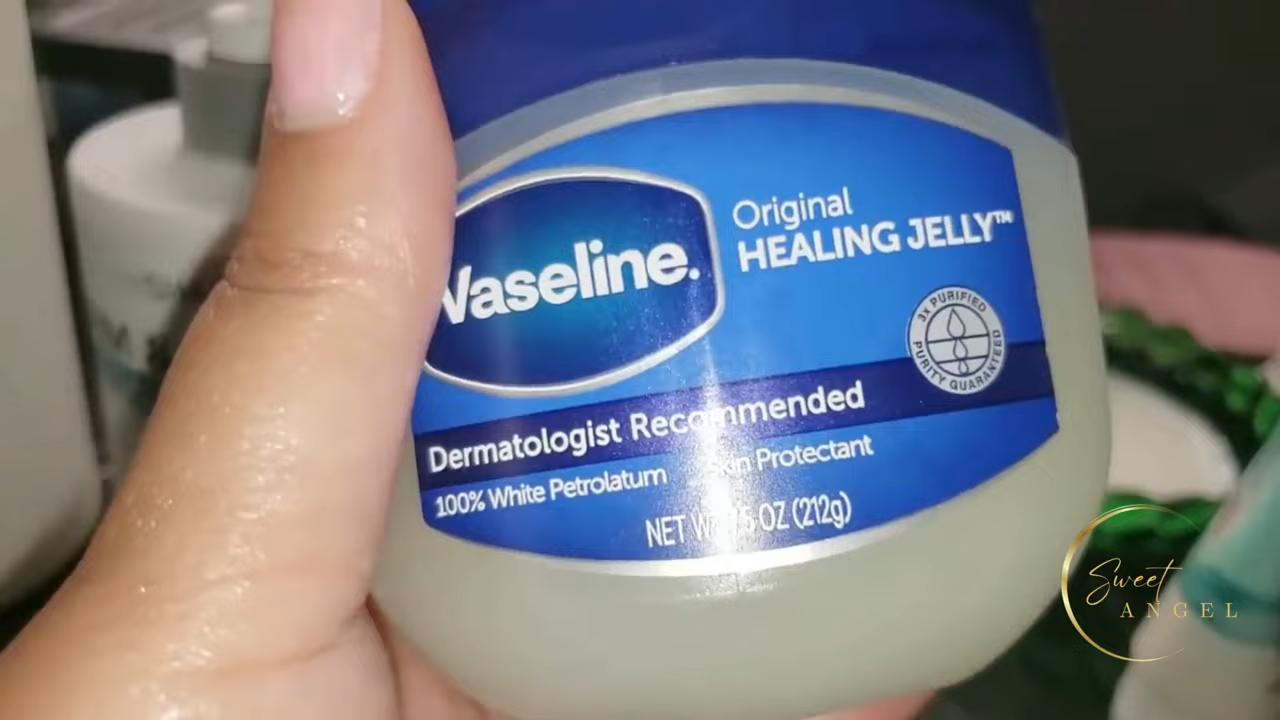 Original
HEALING JELLY™
Vaseline.
3X PURIFIED
PURITY GUARANTEED
Dermatologist Recommended
100% White Petrolatum Skin Protectant
NET OZ (212g)
Sweet
ANGEL